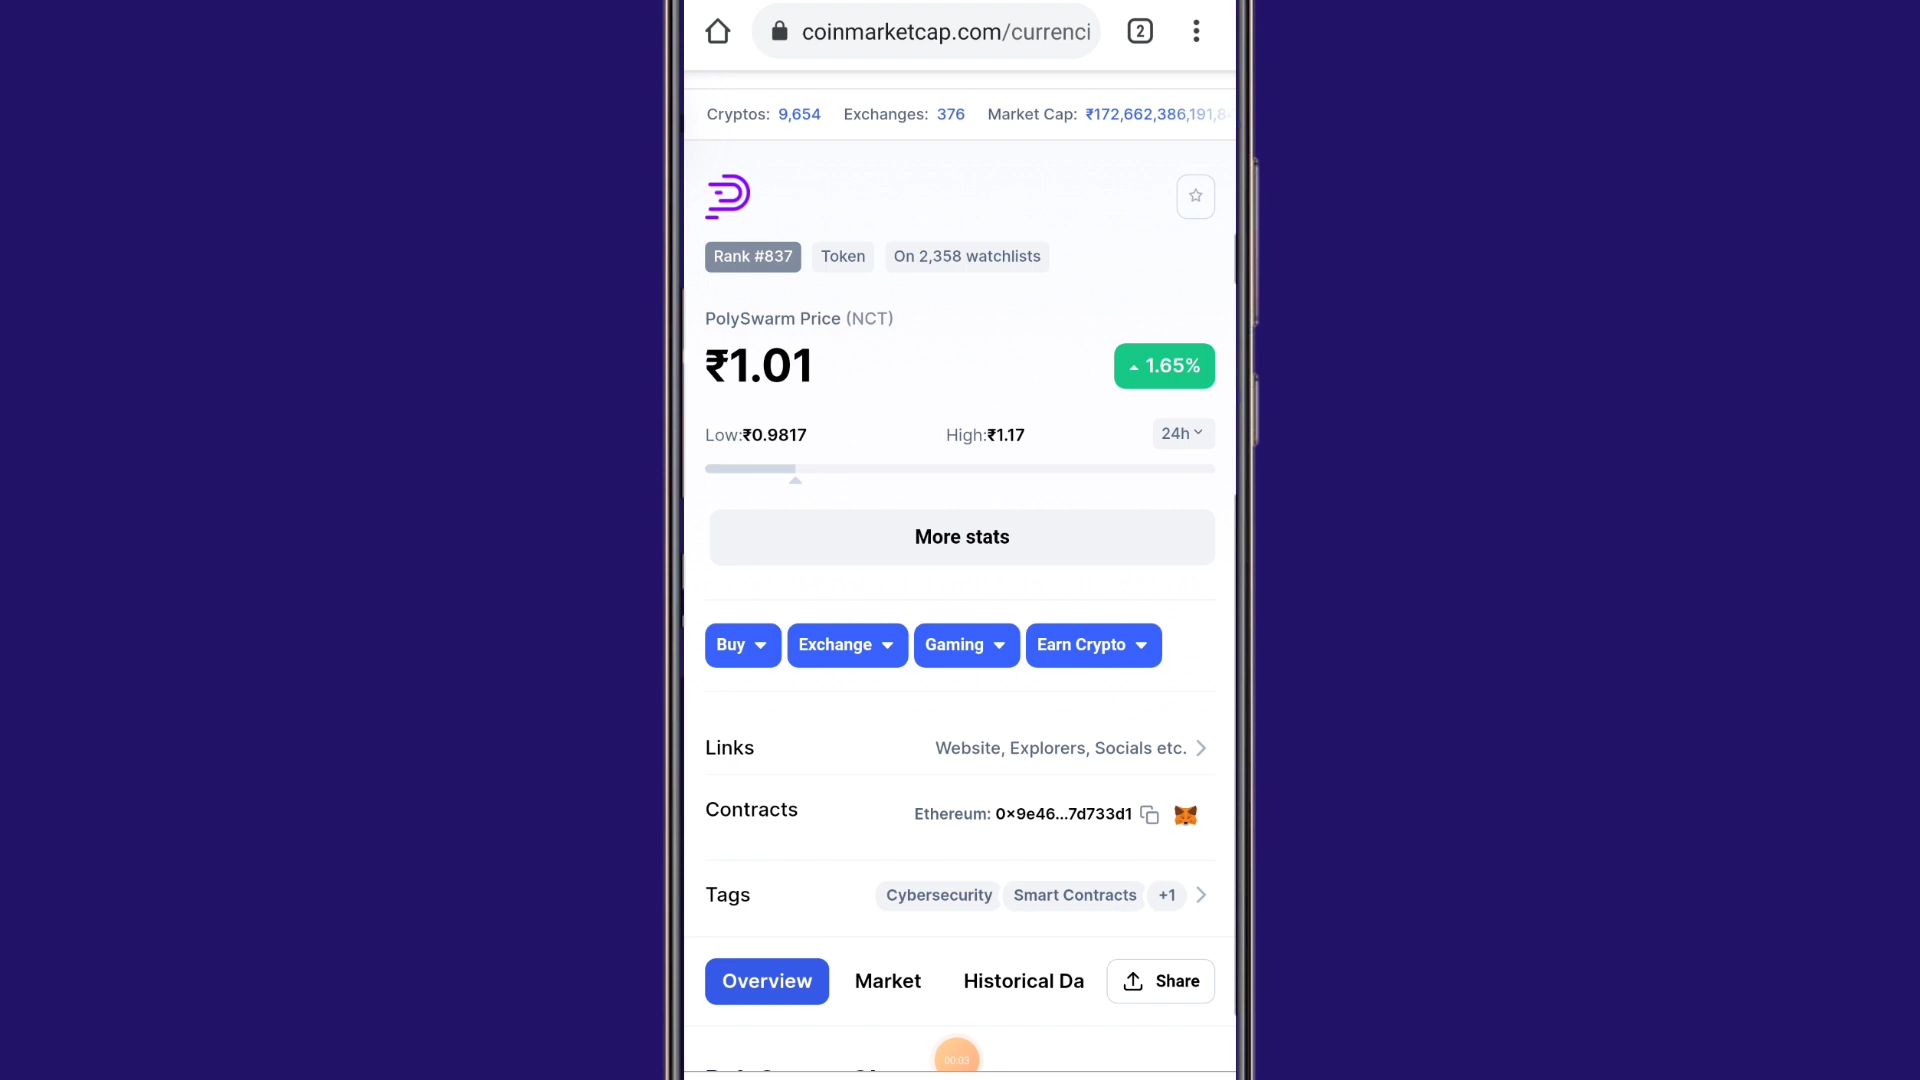 coinmarketcap.com/currenci
2
Cryptos: 9,654 Exchanges: 376 Market Cap: ₹172,662,386,191,8
Rank #837 Token On 2,358 watchlists
PolySwarm Price (NCT)
₹1.01
1.65%
Low:₹0.9817 High:₹1.17 24h
More stats
Buy Exchange Gaming Earn Crypto
Links Website, Explorers, Socials etc.
Contracts Ethereum: 0x9e46...7d733d1
Tags Cybersecurity Smart Contracts +1
Overview Market Historical Da Share
00:03